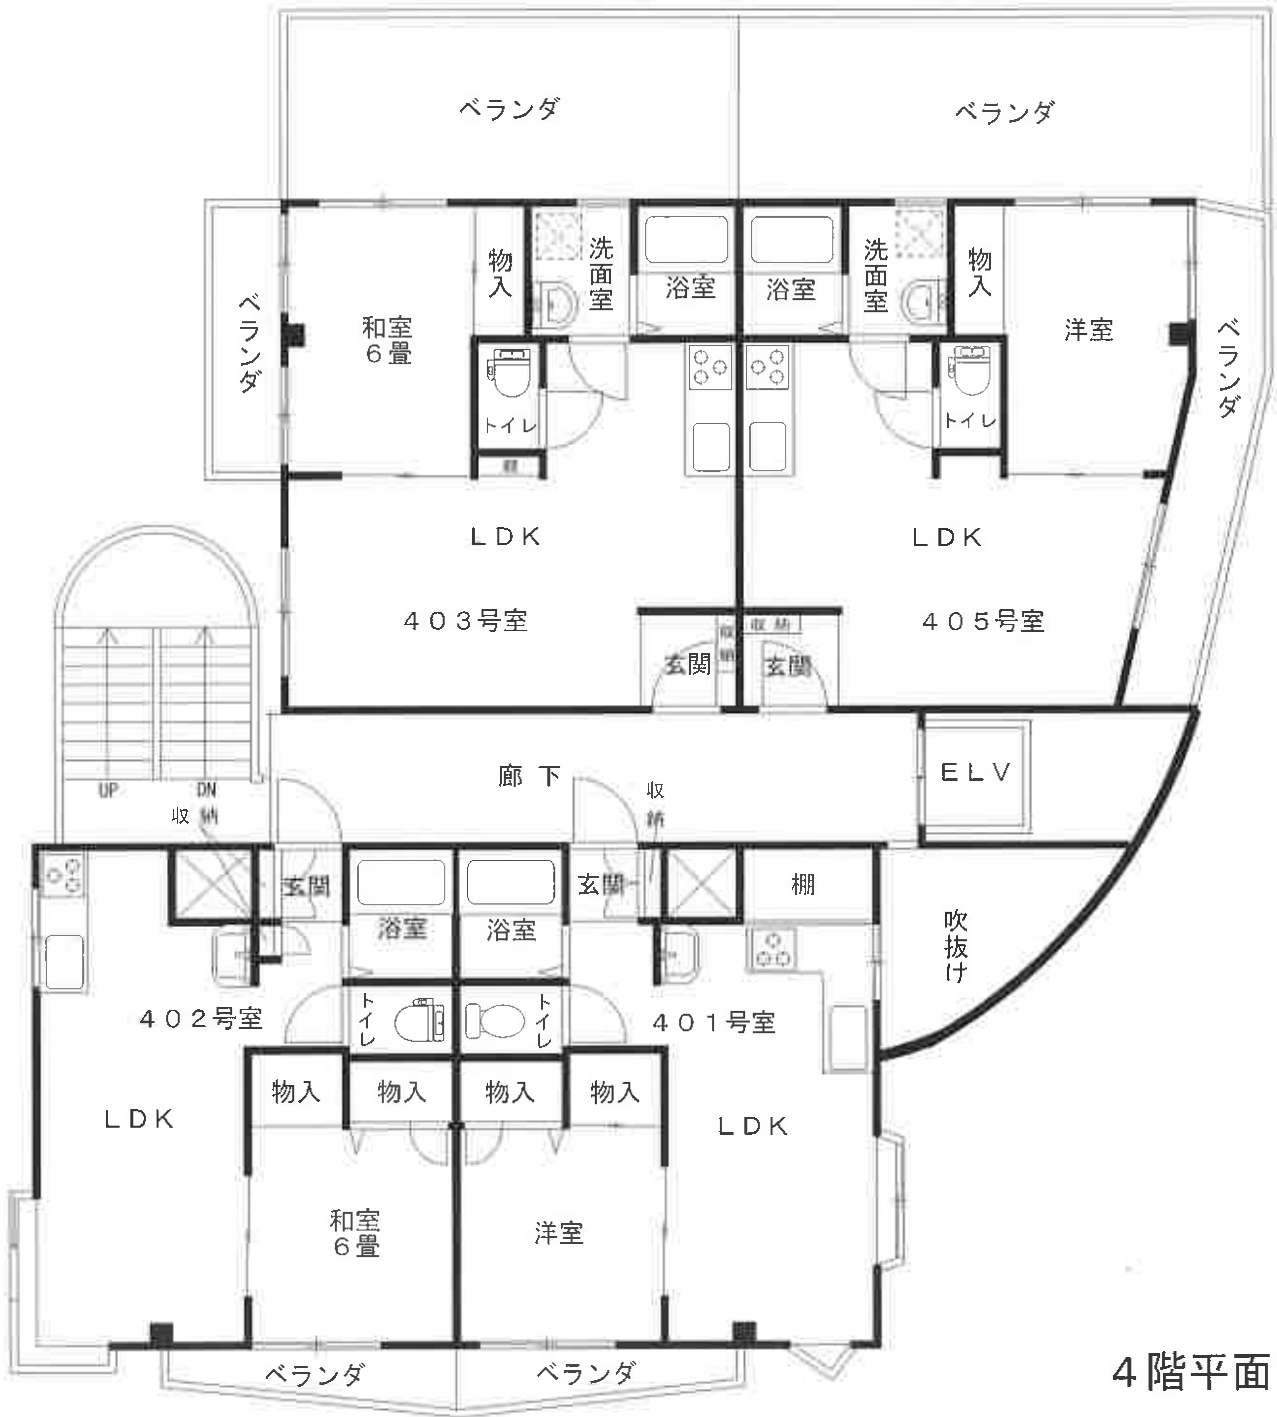 ベランダ
ベランダ
ベランダ
和室
6畳
物入
洗面室
浴室
浴室
洗面室
物入
洋室
ベランダ
トイレ
トイレ
LDK
LDK
403号室
405号室
収納
収納
玄関
玄関
UP
DN
廊下
ELV
収納
収納
玄関
玄関
棚
浴室
浴室
吹抜け
402号室
トイレ
トイレ
401号室
物入
物入
物入
物入
LDK
LDK
和室
6畳
洋室
ベランダ
ベランダ
4階平面